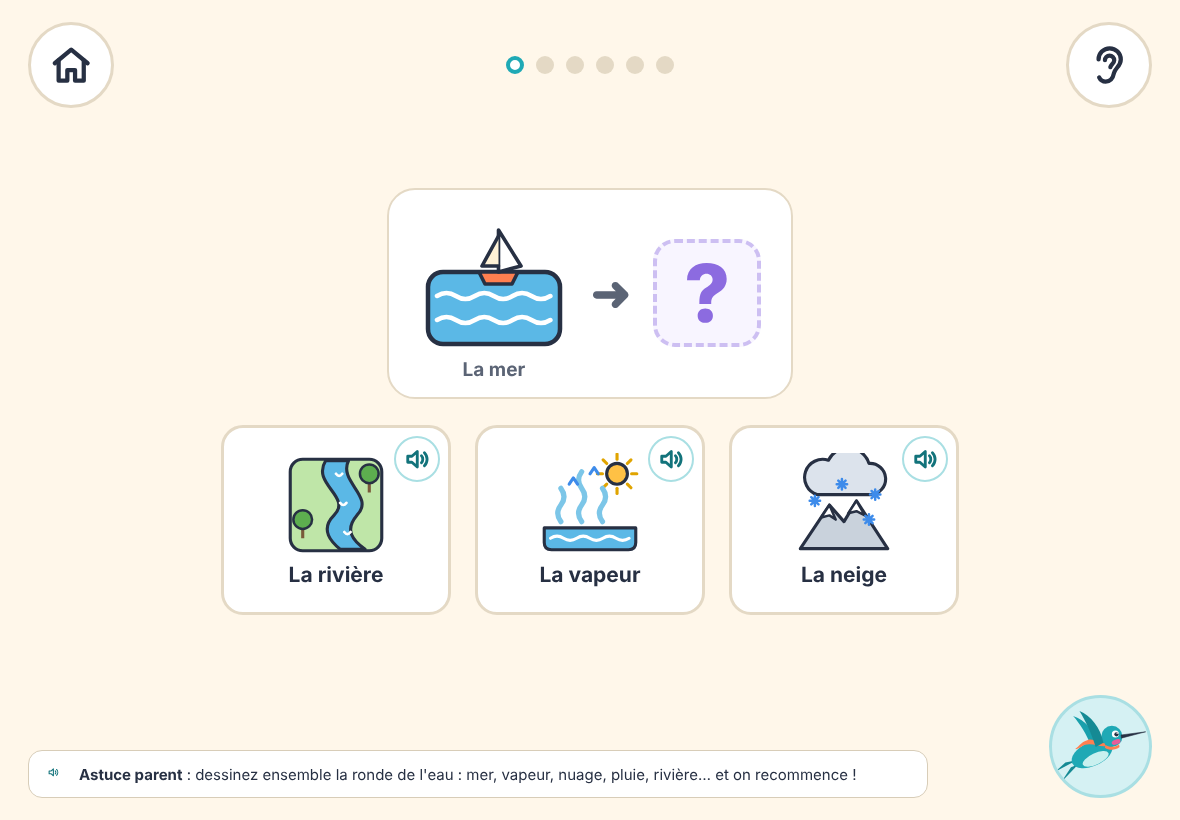 ?
La mer
La rivière
La vapeur
La neige
Astuce parent : dessinez ensemble la ronde de l'eau : mer, vapeur, nuage, pluie, rivière... et on recommence !